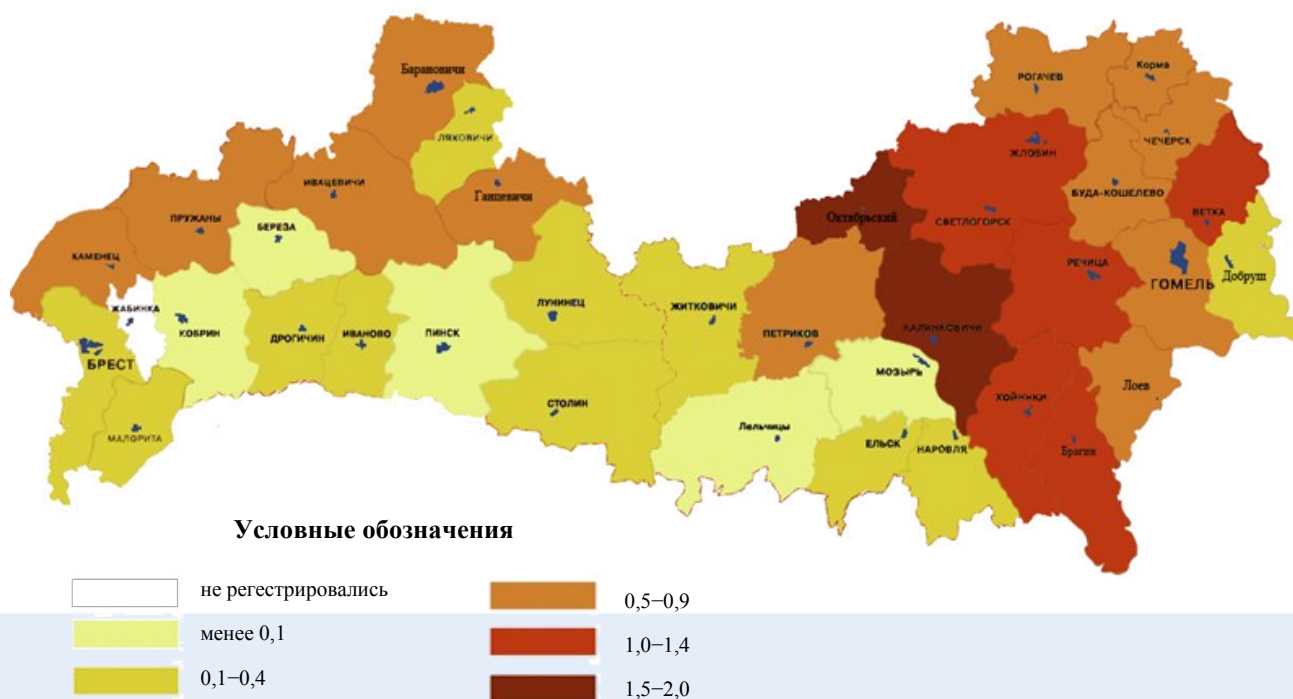 Барановичи
ЛЯХОВИЧИ
ИВАЦЕВИЧИ
Ганцевичи
ПРУЖАНЫ
БЕРЕЗА
КАМЕНЕЦ
ЖАБИНКА
КОБРИН
ДРОГИЧИН
ИВАНОВО
ПИНСК
ЛУНИНЕЦ
БРЕСТ
МАЛОРИТА
СТОЛИН
РОГАЧЕВ
Корма
ЖЛОБИН
ЧЕЧЕРСК
БУДА-КОШЕЛЕВО
ВЕТКА
Октябрьский
СВЕТЛОГОРСК
РЕЧИЦА
ГОМЕЛЬ
Добруш
ЖИТКОВИЧИ
ПЕТРИКОВ
КАЛИНКОВИЧИ
МОЗЫРЬ
ХОЙНИКИ
Лоев
Лельчицы
ЕЛЬСК
НАРОВЛЯ
Брагин
Условные обозначения
не регестрировались
менее 0,1
0,1−0,4
0,5−0,9
1,0−1,4
1,5−2,0